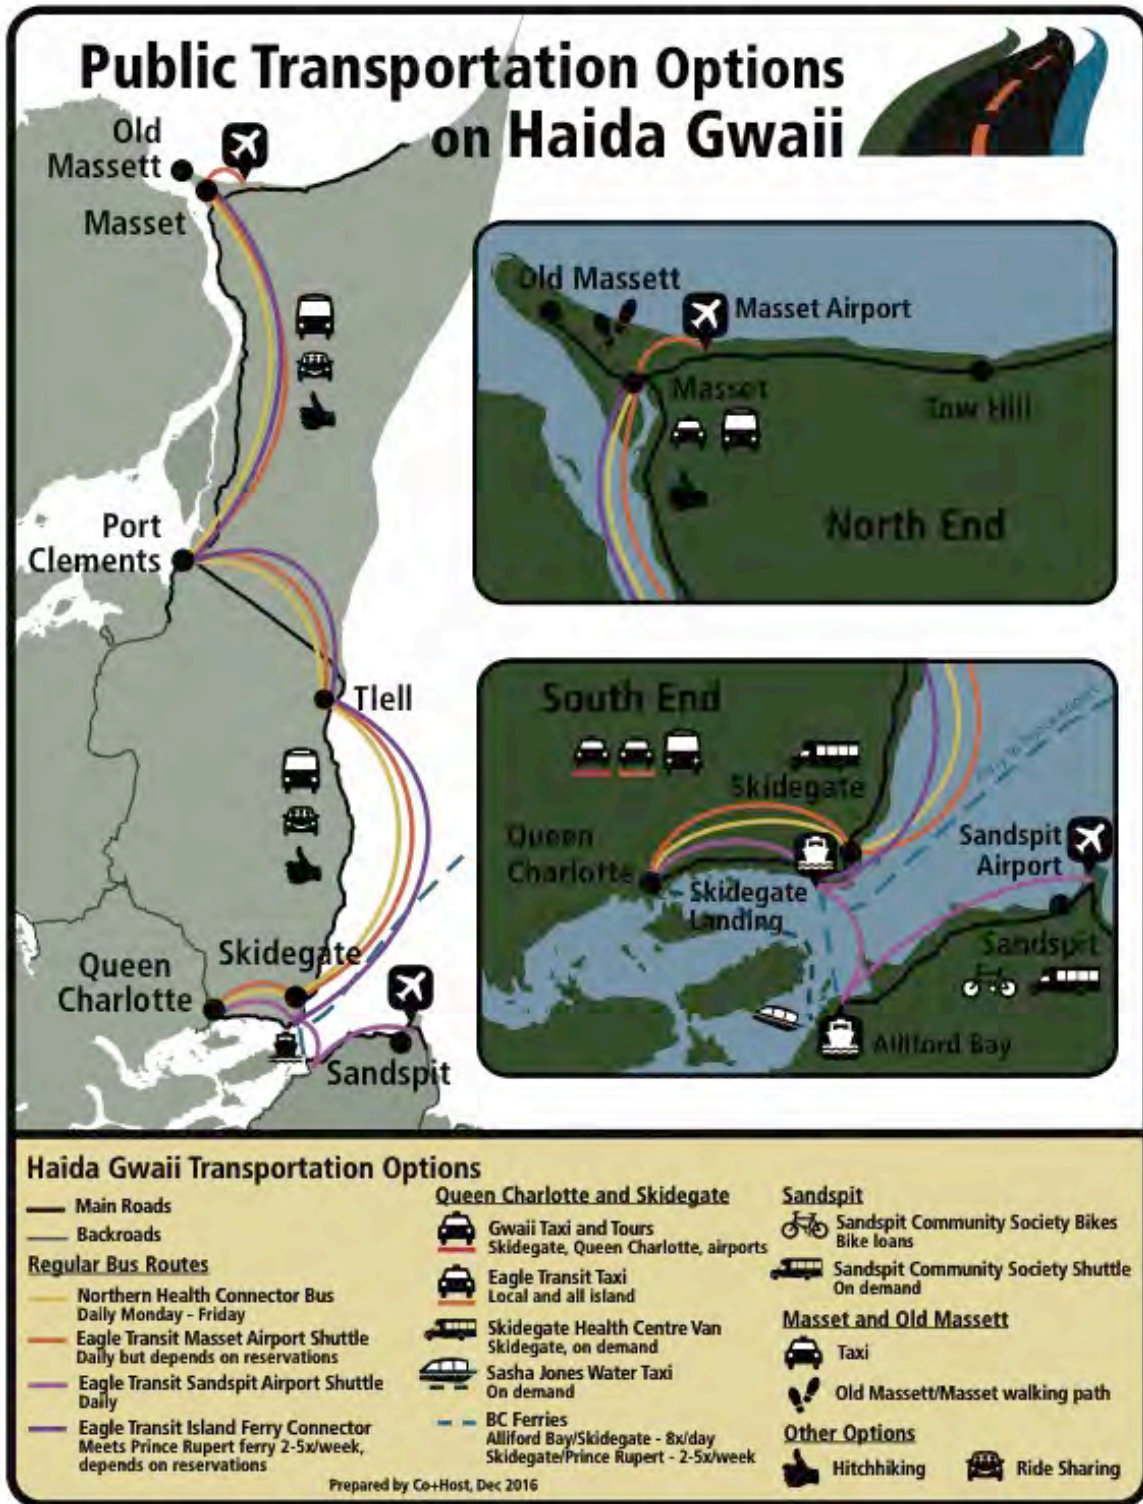 Public Transportation Options
on Haida Gwaii
Old
Massett
Masset
Port
Clements
Tlell
Skidegate
Queen
Charlotte
Sandspit
Old Massett
Masset Airport
Masset
Tow Hill
North End
South End
Skidegate
Queen
Charlotte
Skidegate
Landing
Sandspit
Airport
Sandspit
Alliford Bay
Haida Gwaii Transportation Options
Main Roads
Backroads
Regular Bus Routes
Northern Health Connector Bus
Daily Monday - Friday
Eagle Transit Masset Airport Shuttle
Daily but depends on reservations
Eagle Transit Sandspit Airport Shuttle
Daily
Eagle Transit Island Ferry Connector
Meets Prince Rupert ferry 2-5x/week,
depends on reservations
Queen Charlotte and Skidegate
Gwaii Taxi and Tours
Skidegate, Queen Charlotte, airports
Eagle Transit Taxi
Local and all island
Skidegate Health Centre Van
Skidegate, on demand
Sasha Jones Water Taxi
On demand
BC Ferries
Alliford Bay/Skidegate - 8x/day
Skidegate/Prince Rupert - 2-5x/week
Sandspit
Sandspit Community Society Bikes
Bike loans
Sandspit Community Society Shuttle
On demand
Masset and Old Massett
Taxi
Old Massett/Masset walking path
Other Options
Hitchhiking
Ride Sharing
Prepared by Co+Host, Dec 2016